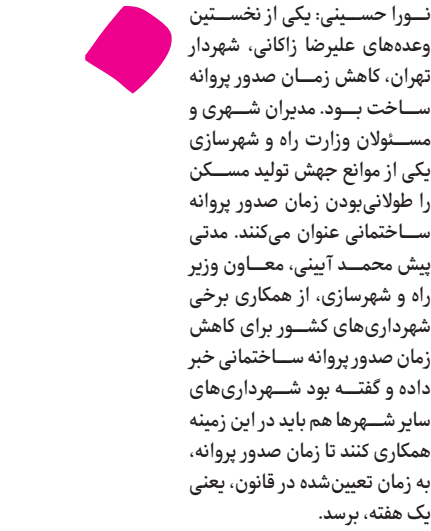 نورا حسینی: یکی از نخستین
وعده‌های علیرضا زاکانی، شهردار
تهران، کاهش زمان صدور پروانه
ساخت بود. مدیران شهری و
مسئولان وزارت راه و شهرسازی
یکی از موانع جهش تولید مسکن
را طولانی‌بودن زمان صدور پروانه
ساختمانی عنوان می‌کنند. مدتی
پیش محمد آیینی، معاون وزیر
راه و شهرسازی، از همکاری برخی
شهرداری‌های کشور برای کاهش
زمان صدور پروانه ساختمانی خبر
داده و گفته بود شهرداری‌های
سایر شهرها هم باید در این زمینه
همکاری کنند تا زمان صدور پروانه،
به زمان تعیین‌شده در قانون، یعنی
یک هفته، برسد.